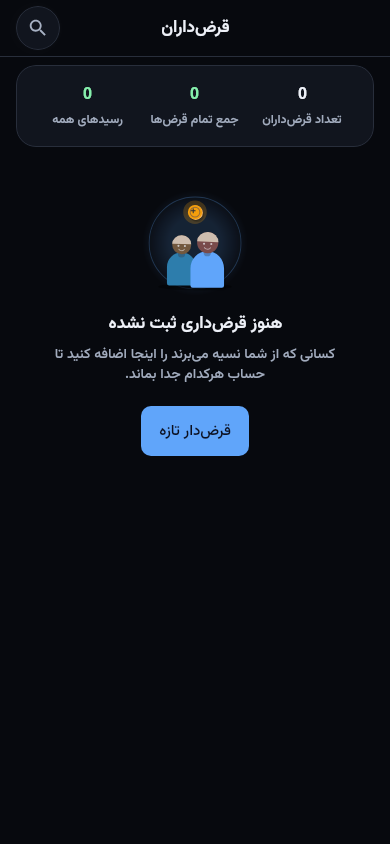 قرض‌داران
0
تعداد قرض‌داران
0
جمع تمام قرض‌ها
0
رسیدهای همه
هنوز قرض‌داری ثبت نشده
کسانی که از شما نسیه می‌برند را اینجا اضافه کنید تا
حساب هرکدام جدا بماند.
قرض‌دار تازه